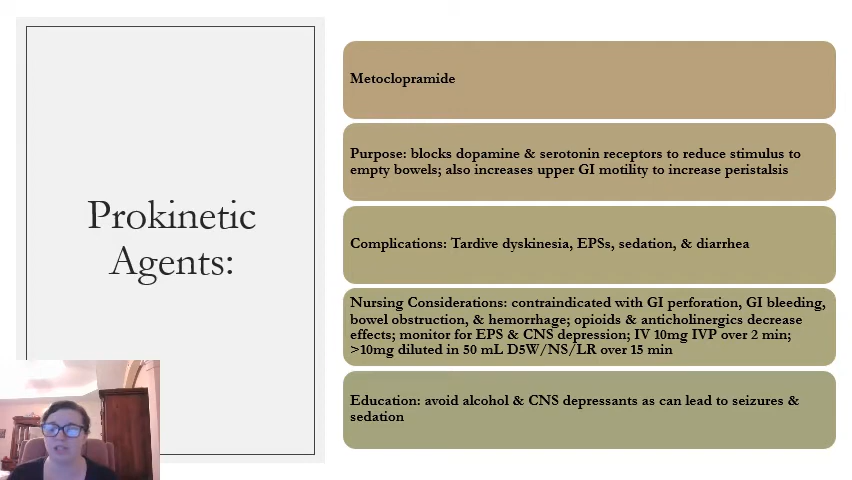 Prokinetic
Agents:
Metoclopramide
Purpose: blocks dopamine & serotonin receptors to reduce stimulus to
empty bowels; also increases upper GI motility to increase peristalsis
Complications: Tardive dyskinesia, EPSs, sedation, & diarrhea
Nursing Considerations: contraindicated with GI perforation, GI bleeding,
bowel obstruction, & hemorrhage; opioids & anticholinergics decrease
effects; monitor for EPS & CNS depression; IV 10mg IVP over 2 min;
>10mg diluted in 50 mL D5W/NS/LR over 15 min
Education: avoid alcohol & CNS depressants as can lead to seizures &
sedation